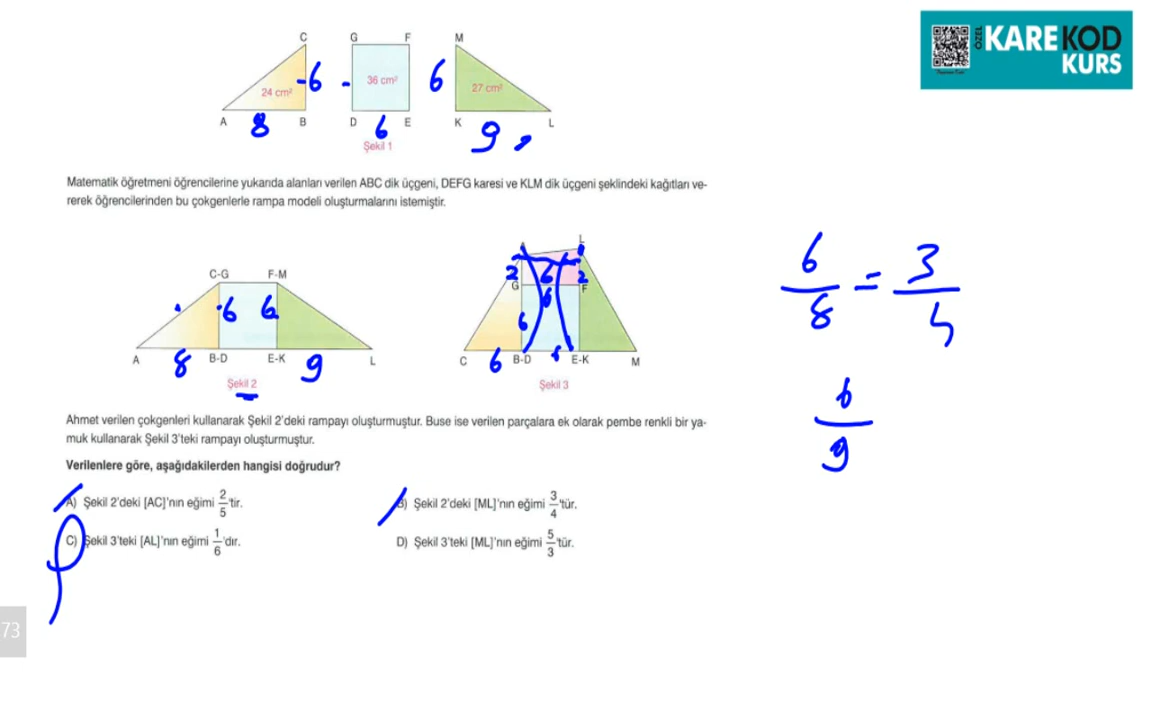 ÖZEL KAREKOD KURS
C G F M
-6 - 36 cm² 6
24 cm² 27 cm²
A B D E K L
8 6 9
Şekil 1
Matematik öğretmeni öğrencilerine yukarıda alanları verilen ABC dik üçgeni, DEFG karesi ve KLM dik üçgeni şeklindeki kağıtları ve-
rerek öğrencilerinden bu çokgenlerle rampa modeli oluşturmalarını istemiştir.
A L
C-G F-M
2 6 2
G F
6 6 6 6
A B-D E-K L
8 9
C B-D E-K M
6
Şekil 2 Şekil 3
6/8 = 3/4
6/9
Ahmet verilen çokgenleri kullanarak Şekil 2'deki rampayı oluşturmuştur. Buse ise verilen parçalara ek olarak pembe renkli bir ya-
muk kullanarak Şekil 3'teki rampayı oluşturmuştur.
Verilenlere göre, aşağıdakilerden hangisi doğrudur?
A) Şekil 2'deki [AC]'nın eğimi 2/5'tir. B) Şekil 2'deki [ML]'nın eğimi 3/4'tür.
C) Şekil 3'teki [AL]'nın eğimi 1/6'dır. D) Şekil 3'teki [ML]'nın eğimi 5/3'tür.
73